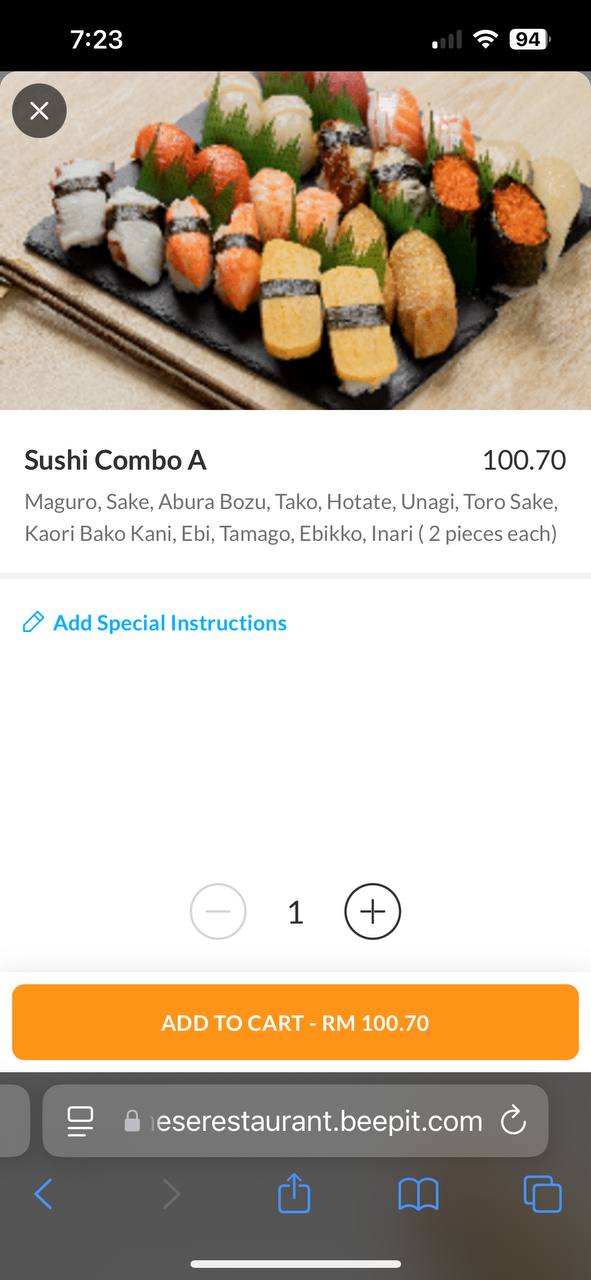 7:23
94
Sushi Combo A
100.70
Maguro, Sake, Abura Bozu, Tako, Hotate, Unagi, Toro Sake,
Kaori Bako Kani, Ebi, Tamago, Ebikko, Inari ( 2 pieces each)
Add Special Instructions
1
ADD TO CART - RM 100.70
eserestaurant.beepit.com